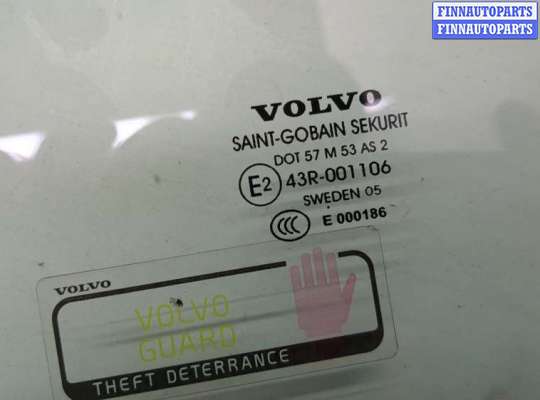 FINNAUTOPARTS
FINNAUTOPARTS
VOLVO
SAINT-GOBAIN SEKURIT
DOT 57 M 53 AS 2
E2 43R-001106
SWEDEN 05
CCC E 000186
VOLVO
VOLVO
GUARD
THEFT DETERRANCE